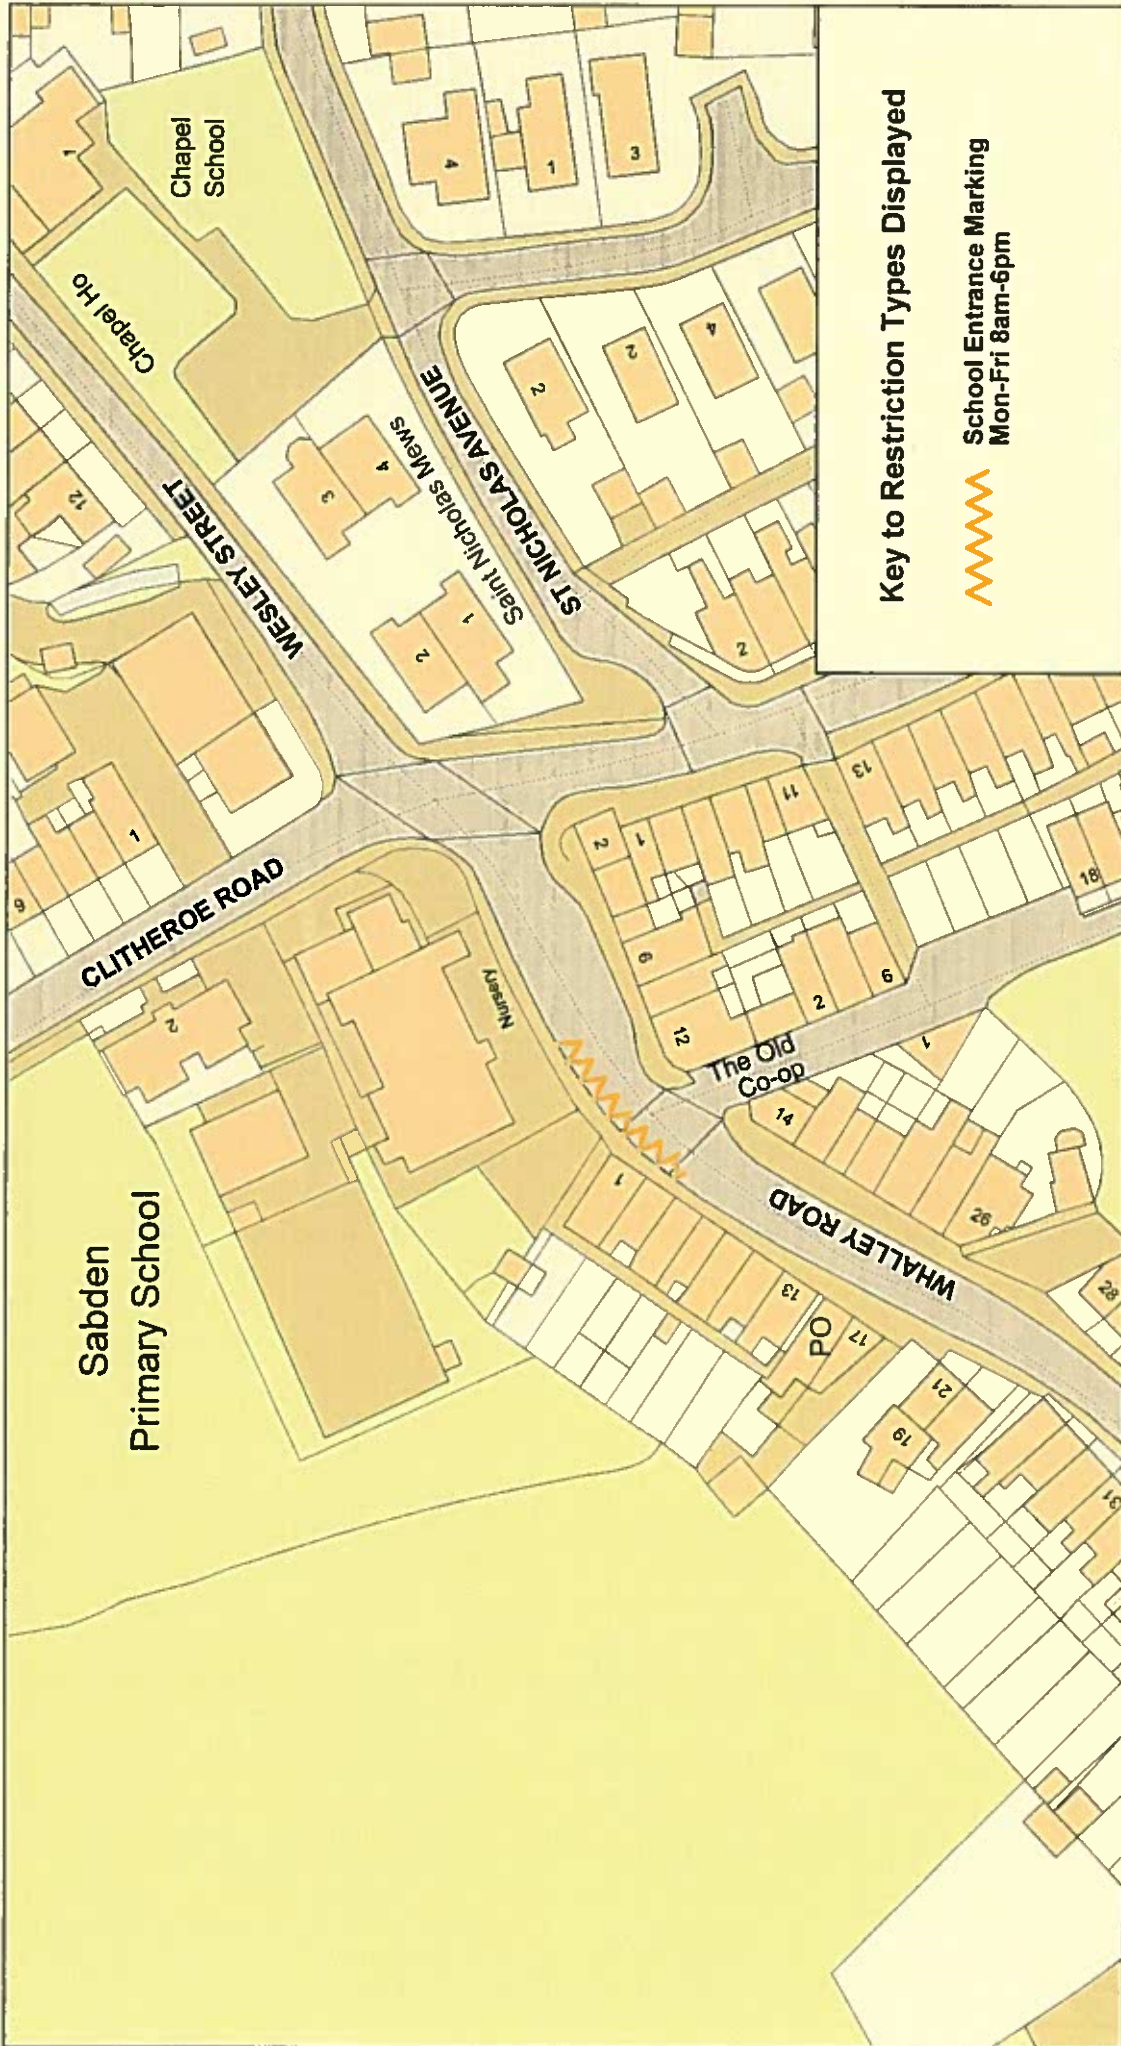 Sabden
Primary School
CLITHEROE ROAD
WESLEY STREET
Chapel Ho
Chapel
School
Nursery
Saint Nicholas Mews
ST NICHOLAS AVENUE
WHALLEY ROAD
The Old
Co-op
PO
9
1
12
1
2
3
4
2
1
4
1
3
2
2
4
2
2
1
11
13
6
12
2
6
18
1
14
26
28
1
13
17
19
21
31
Key to Restriction Types Displayed
School Entrance Marking
Mon-Fri 8am-6pm